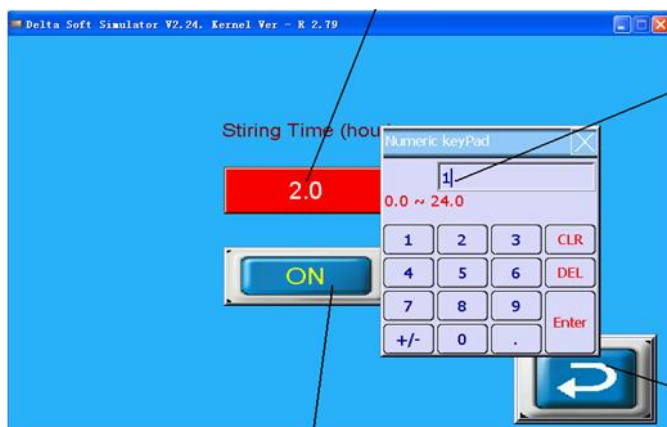 Delta Soft Simulator V2.24. Kernel Ver - R 2.79
Stiring Time (hou
2.0
ON
Numeric keyPad
1
0.0 ~ 24.0
1 2 3 CLR
4 5 6 DEL
7 8 9 Enter
+/- 0 .